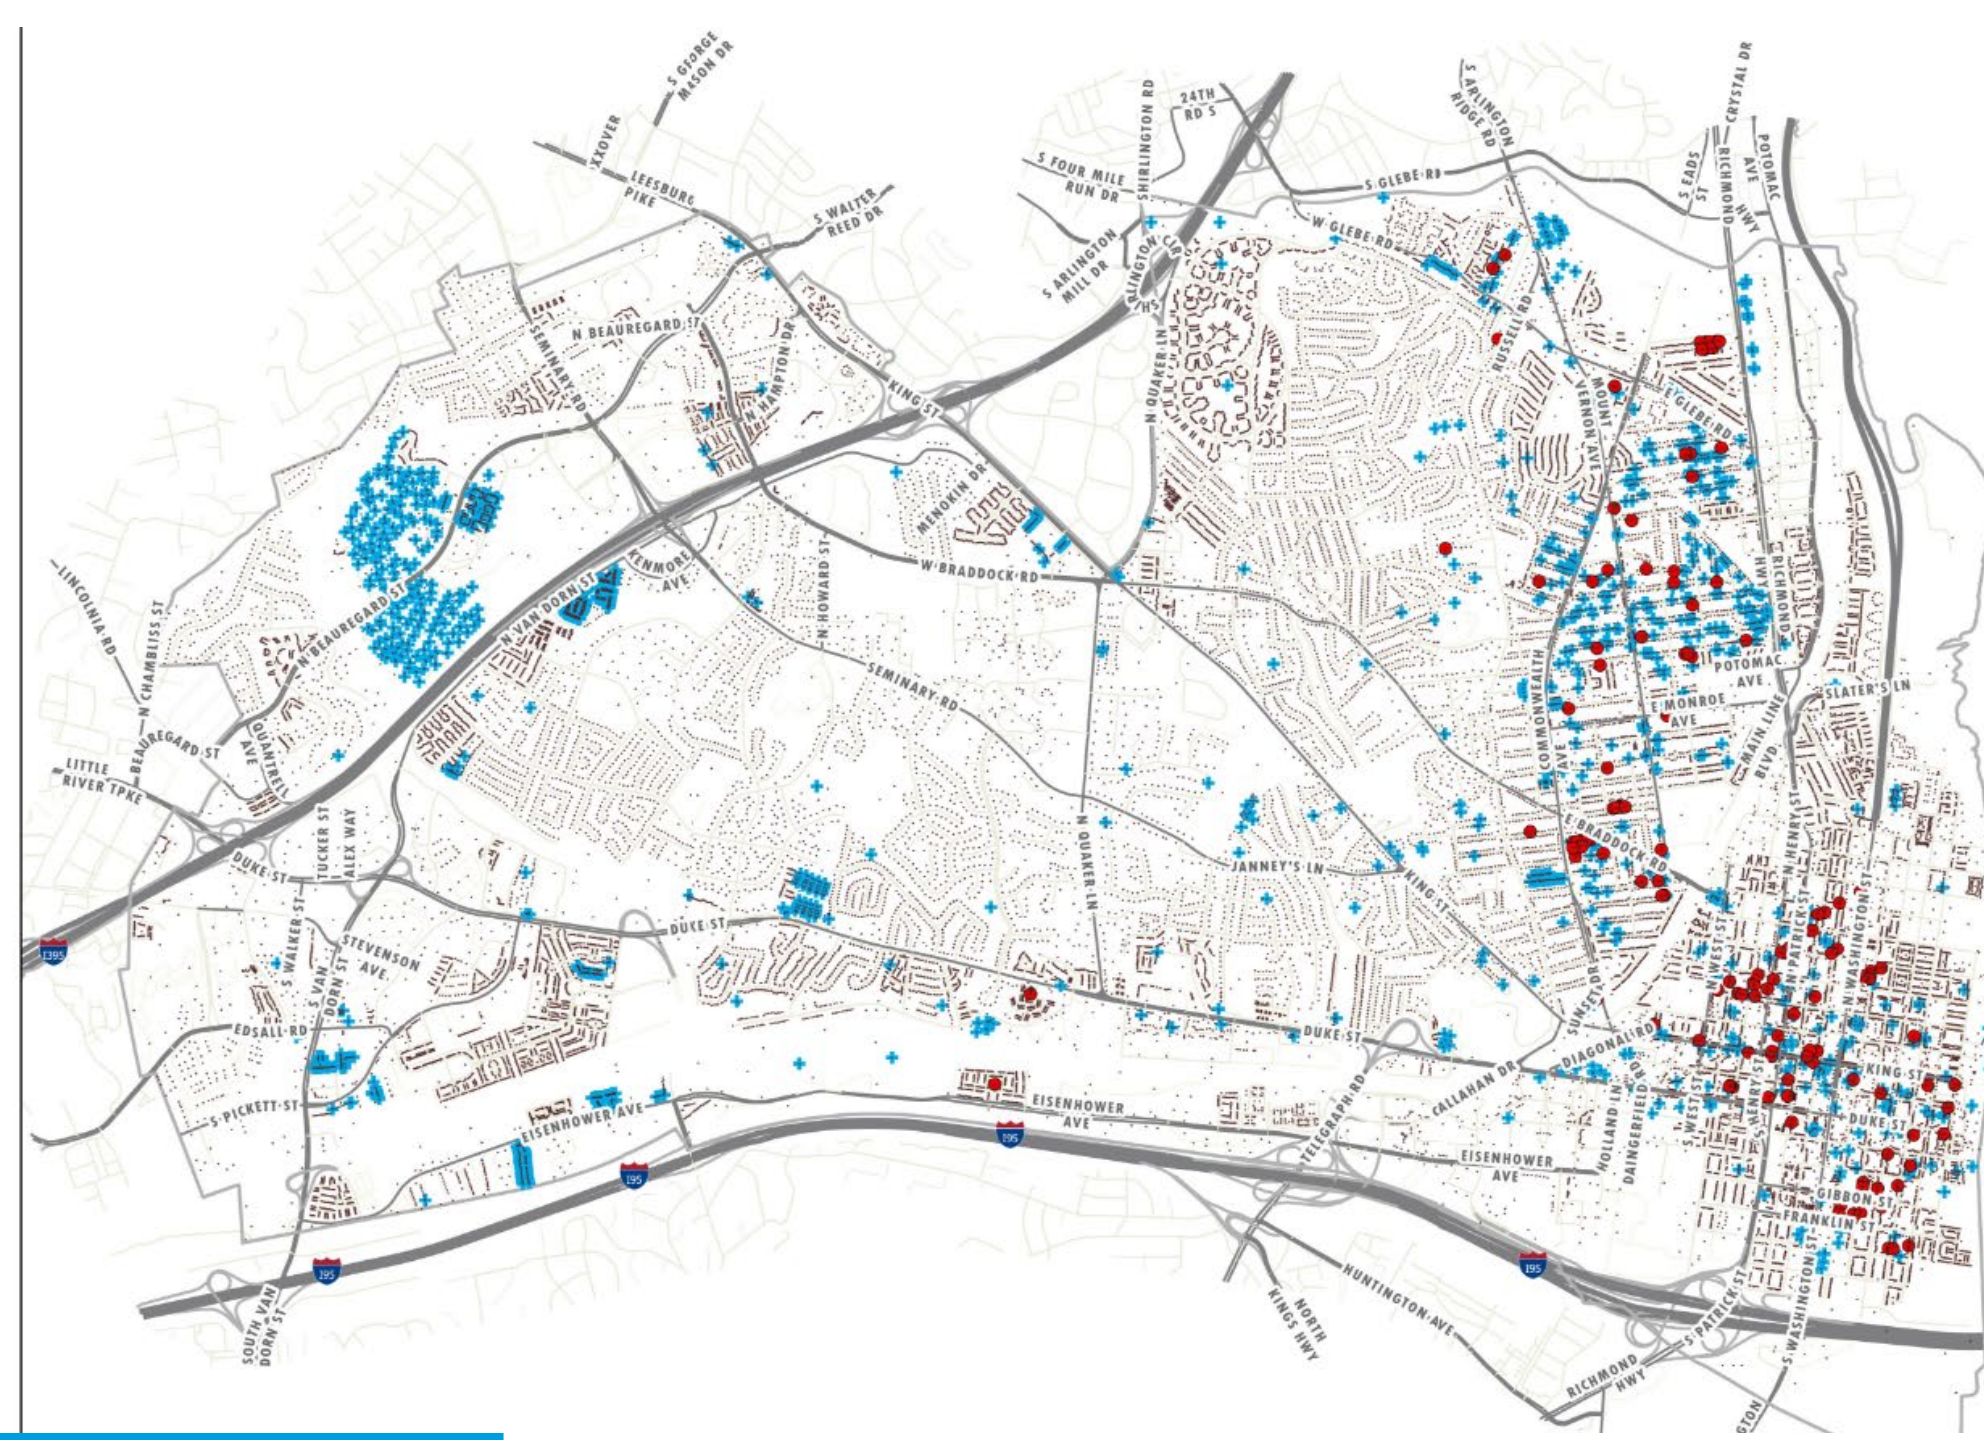 S GEORGE
MASON DR
XXOVER
LEESBURG
PIKE
S WALTER
REED DR
24TH
RD S
SHIRLINGTON RD
S FOUR MILE
RUN DR
S ARLINGTON
MILL DR
W GLEBE RD
S GLEBE RD
S ARLINGTON
RIDGE RD
S EADS
ST
CRYSTAL DR
RICHMOND
HWY
POTOMAC
AVE
N BEAUREGARD ST
SEMINARY RD
N HAMPTON DR
KING ST
N QUAKER LN
RUSSELL RD
MOUNT
VERNON AVE
E GLEBE RD
MENOKIN DR
KENMORE
AVE
N HOWARD ST
W BRADDOCK RD
RICHMOND
HWY
LINCOLNIA RD
N CHAMBLISS ST
N BEAUREGARD ST
N VAN DORN ST
SEMINARY RD
COMMONWEALTH
AVE
POTOMAC
AVE
E MONROE
AVE
SLATER'S LN
MAIN LINE
BLVD
BEAUREGARD ST
QUANTRELL
AVE
LITTLE
RIVER TPKE
TUCKER ST
ALEX WAY
DUKE ST
N QUAKER LN
JANNEY'S LN
KING ST
E BRADDOCK RD
N HENRY ST
N PATRICK ST
N WASHINGTON ST
N WEST ST
I395
S WALKER ST
STEVENSON
AVE
S VAN
DORN ST
DUKE ST
EDSALL RD
SUNSET DR
DUKE ST
DIAGONAL RD
CALLAHAN DR
KING ST
S PICKETT ST
EISENHOWER AVE
EISENHOWER
AVE
TELEGRAPH RD
HOLLAND LN
DAINGERFIELD RD
S WEST ST
S HENRY ST
DUKE ST
I95
I95
EISENHOWER
AVE
GIBBON ST
FRANKLIN ST
I95
I95
SOUTH VAN
DORN ST
NORTH
KINGS HWY
HUNTINGTON AVE
RICHMOND
HWY
S PATRICK ST
S WASHINGTON ST
GTON